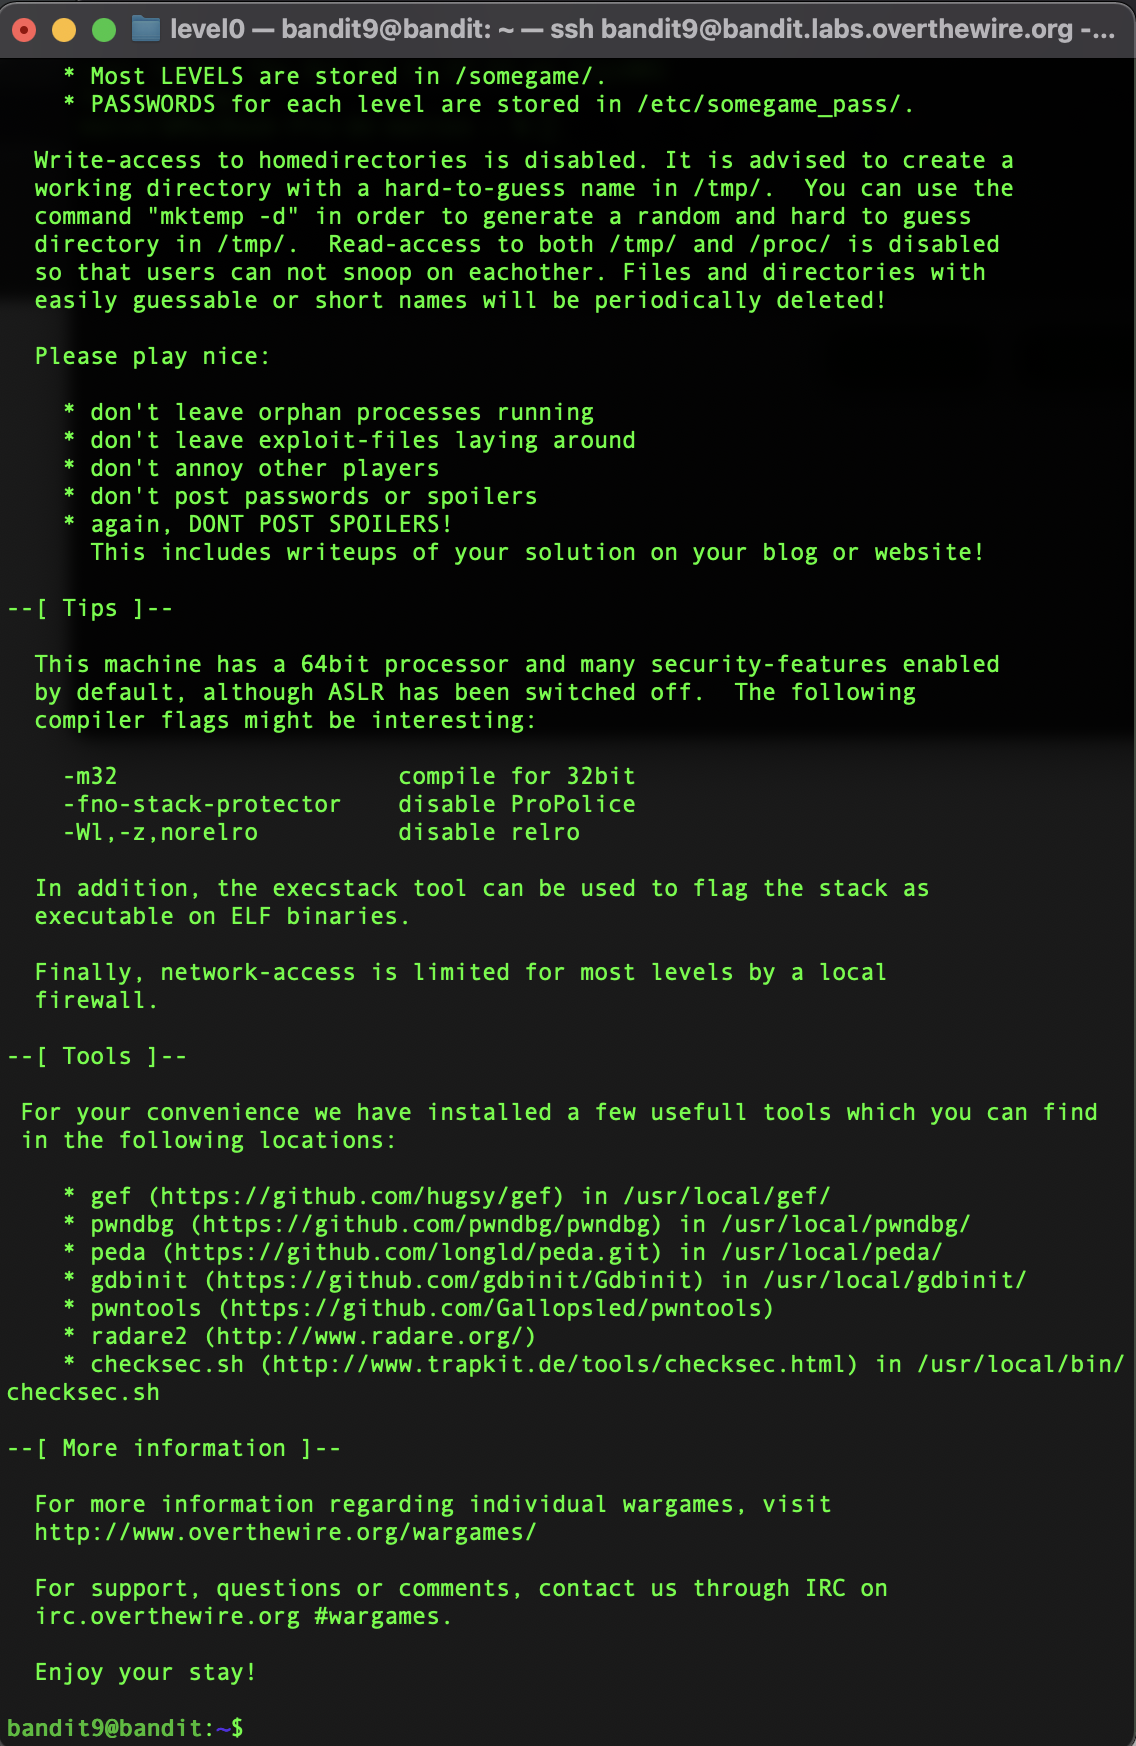 level0 — bandit9@bandit: ~ — ssh bandit9@bandit.labs.overthewire.org -...
* Most LEVELS are stored in /somegame/.
* PASSWORDS for each level are stored in /etc/somegame_pass/.
Write-access to homedirectories is disabled. It is advised to create a
working directory with a hard-to-guess name in /tmp/.  You can use the
command "mktemp -d" in order to generate a random and hard to guess
directory in /tmp/.  Read-access to both /tmp/ and /proc/ is disabled
so that users can not snoop on eachother. Files and directories with
easily guessable or short names will be periodically deleted!
Please play nice:
* don't leave orphan processes running
* don't leave exploit-files laying around
* don't annoy other players
* don't post passwords or spoilers
* again, DONT POST SPOILERS!
This includes writeups of your solution on your blog or website!
--[ Tips ]--
This machine has a 64bit processor and many security-features enabled
by default, although ASLR has been switched off.  The following
compiler flags might be interesting:
-m32                    compile for 32bit
-fno-stack-protector    disable ProPolice
-Wl,-z,norelro          disable relro
In addition, the execstack tool can be used to flag the stack as
executable on ELF binaries.
Finally, network-access is limited for most levels by a local
firewall.
--[ Tools ]--
For your convenience we have installed a few usefull tools which you can find
in the following locations:
* gef (https://github.com/hugsy/gef) in /usr/local/gef/
* pwndbg (https://github.com/pwndbg/pwndbg) in /usr/local/pwndbg/
* peda (https://github.com/longld/peda.git) in /usr/local/peda/
* gdbinit (https://github.com/gdbinit/Gdbinit) in /usr/local/gdbinit/
* pwntools (https://github.com/Gallopsled/pwntools)
* radare2 (http://www.radare.org/)
* checksec.sh (http://www.trapkit.de/tools/checksec.html) in /usr/local/bin/
checksec.sh
--[ More information ]--
For more information regarding individual wargames, visit
http://www.overthewire.org/wargames/
For support, questions or comments, contact us through IRC on
irc.overthewire.org #wargames.
Enjoy your stay!
bandit9@bandit:~$